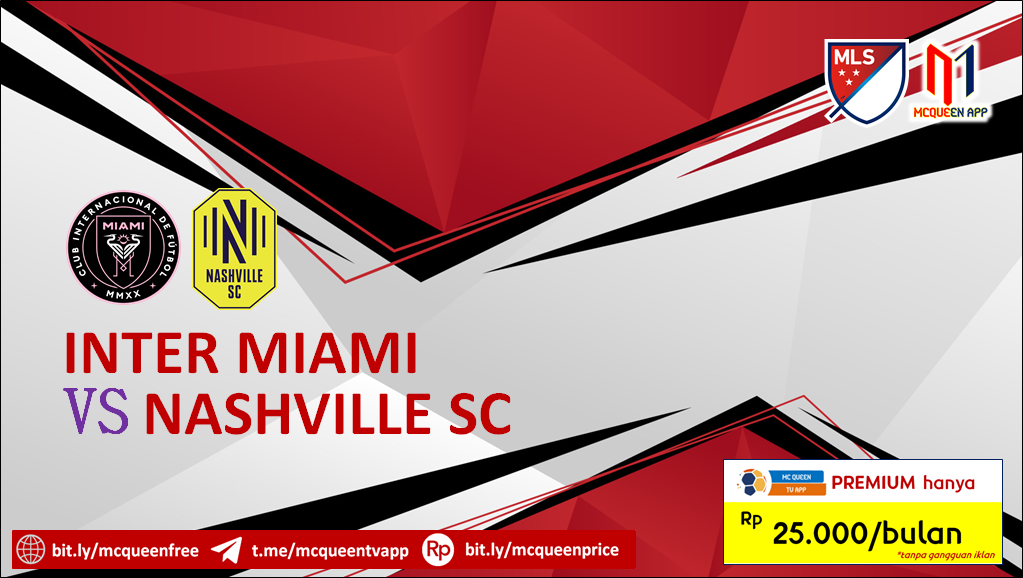 MLS
MCQUEEN APP
CLUB INTERNACIONAL DE FÚTBOL
MIAMI
MMXX
N
NASHVILLE
SC
INTER MIAMI
VS NASHVILLE SC
MC QUEEN
TV APP
PREMIUM hanya
Rp 25.000/bulan
*tanpa gangguan iklan
bit.ly/mcqueenfree t.me/mcqueentvapp Rp bit.ly/mcqueenprice